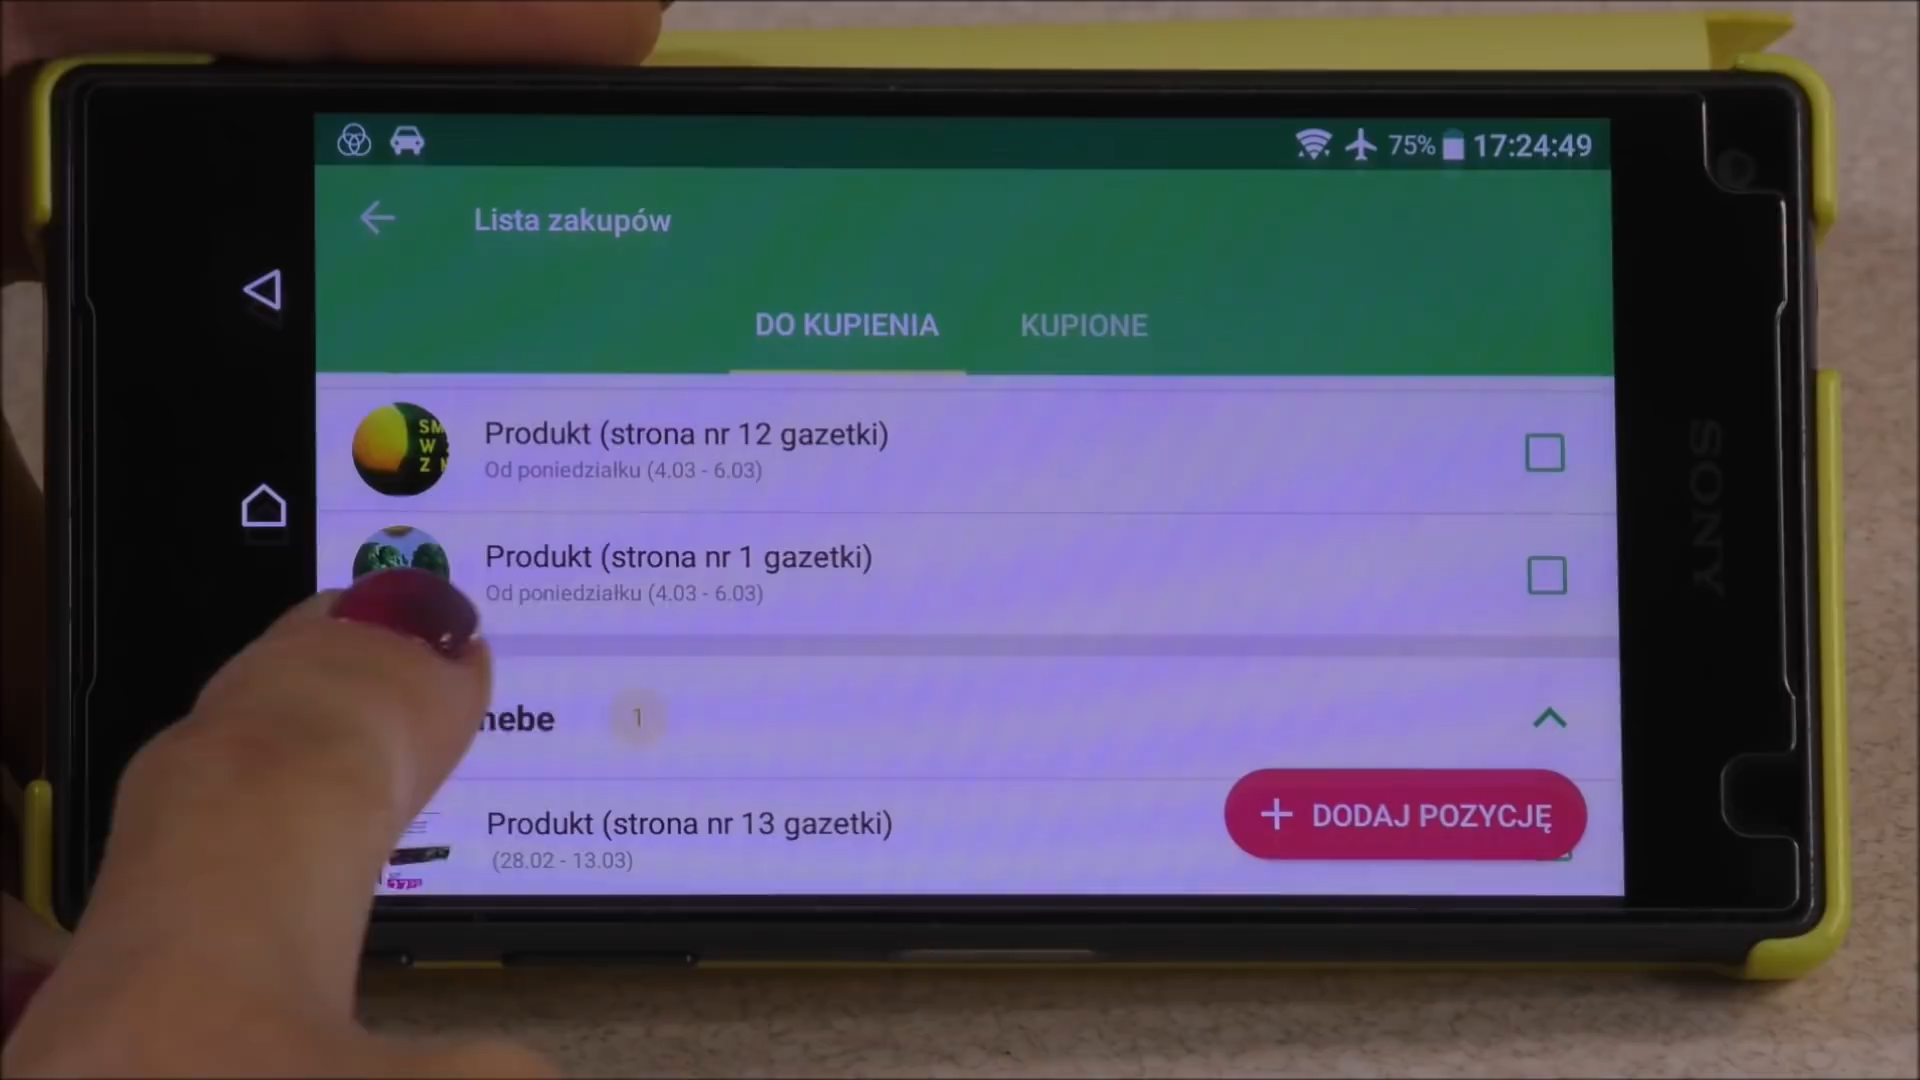 75% 17:24:49
Lista zakupów
DO KUPIENIA KUPIONE
SM
W
Z
Produkt (strona nr 12 gazetki)
Od poniedziałku (4.03 - 6.03)
Produkt (strona nr 1 gazetki)
Od poniedziałku (4.03 - 6.03)
1
Produkt (strona nr 13 gazetki)
(28.02 - 13.03)
+ DODAJ POZYCJĘ
SONY